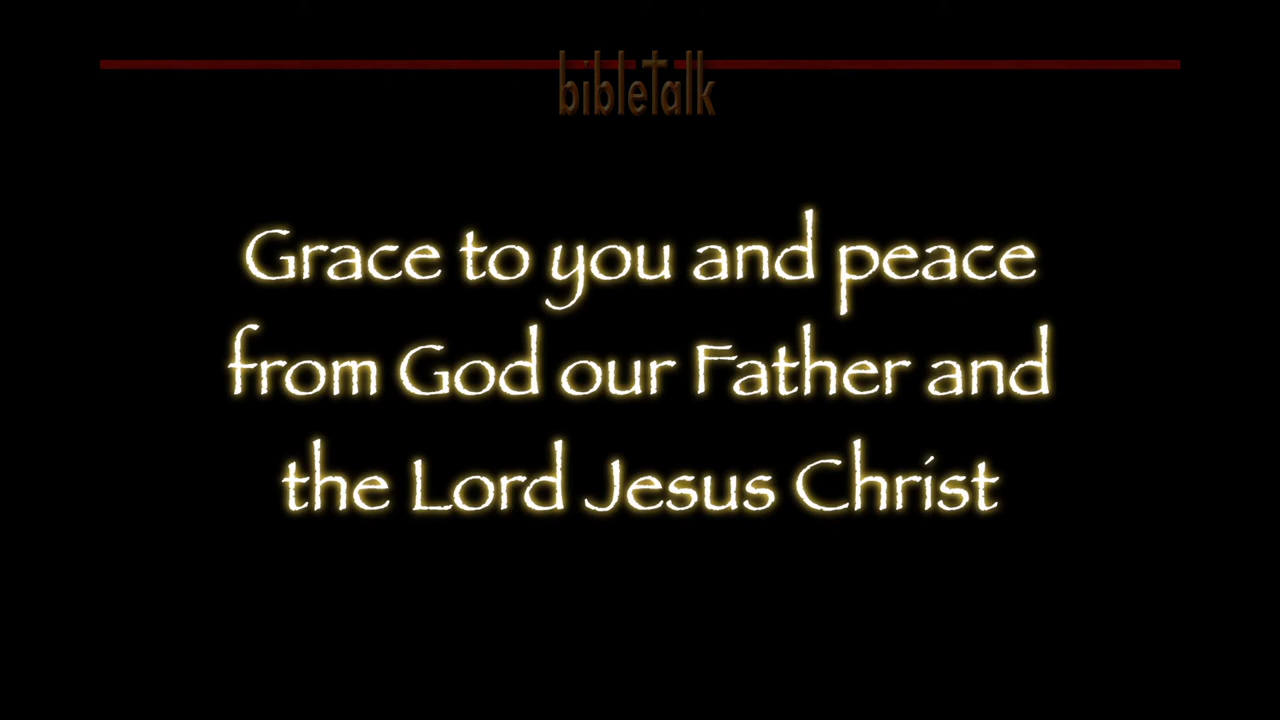 bibleTalk
Grace to you and peace
from God our Father and
the Lord Jesus Christ